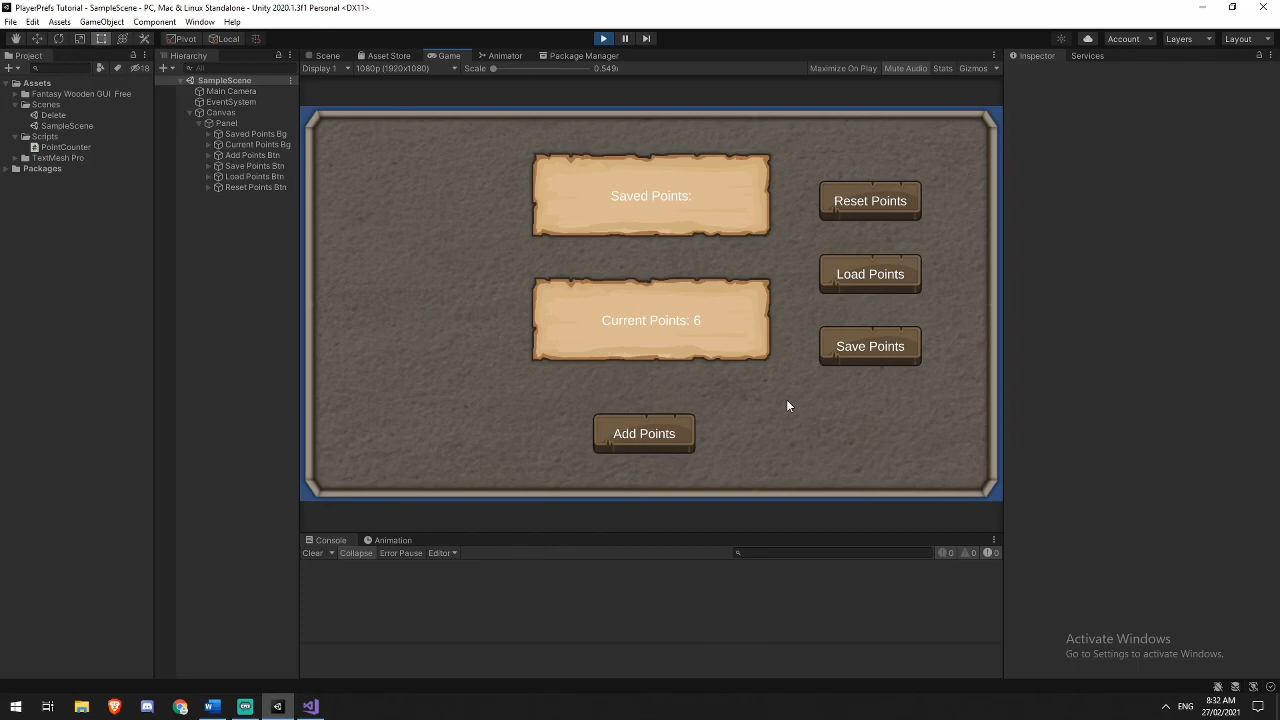 PlayerPrefs Tutorial - SampleScene - PC, Mac & Linux Standalone - Unity 2020.1.3f1 Personal <DX11>
File Edit Assets GameObject Component Window Help
Pivot Local Account Layers Layout
Project
Hierarchy
Scene Asset Store Game Animator Package Manager
Inspector Services
18
All
Display 1 1080p (1920x1080) Scale 0.549x Maximize On Play Mute Audio Stats Gizmos
Assets
Fantasy Wooden GUI Free
Scenes
Delete
SampleScene
Scripts
PointCounter
TextMesh Pro
Packages
SampleScene
Main Camera
EventSystem
Canvas
Panel
Saved Points Bg
Current Points Bg
Add Points Btn
Save Points Btn
Load Points Btn
Reset Points Btn
Saved Points:
Reset Points
Load Points
Current Points: 6
Save Points
Add Points
Console Animation
Clear Collapse Error Pause Editor 0 0 0
Activate Windows
Go to Settings to activate Windows.
ENG
8:32 AM
27/02/2021